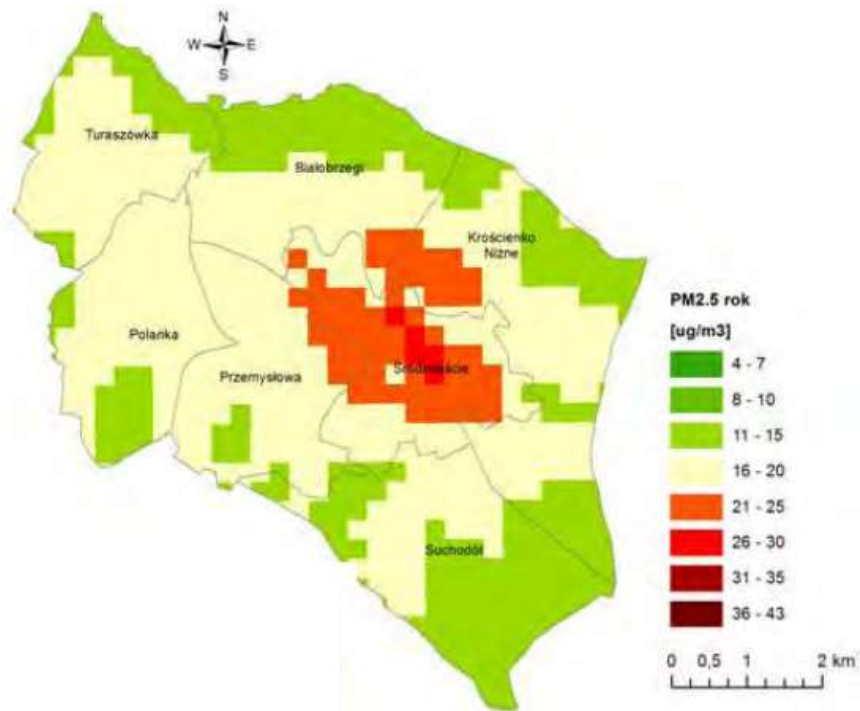 N
W E
S
Turaszówka
Białobrzegi
Krościenko
Niżne
Polanka
Przemysłowa
Śródmieście
Suchodół
PM2.5 rok
[ug/m3]
4 - 7
8 - 10
11 - 15
16 - 20
21 - 25
26 - 30
31 - 35
36 - 43
0 0,5 1 2 km